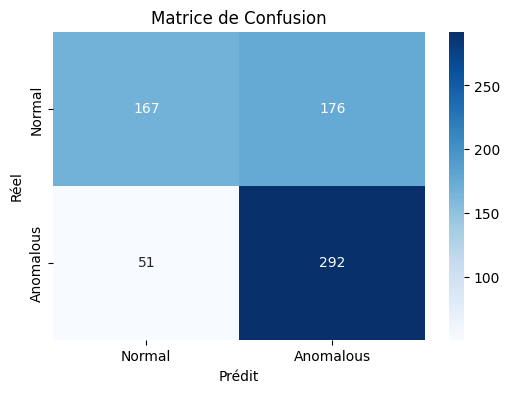 Matrice de Confusion
Réel
Normal
167
176
Anomalous
51
292
Normal
Anomalous
Prédit
250
200
150
100